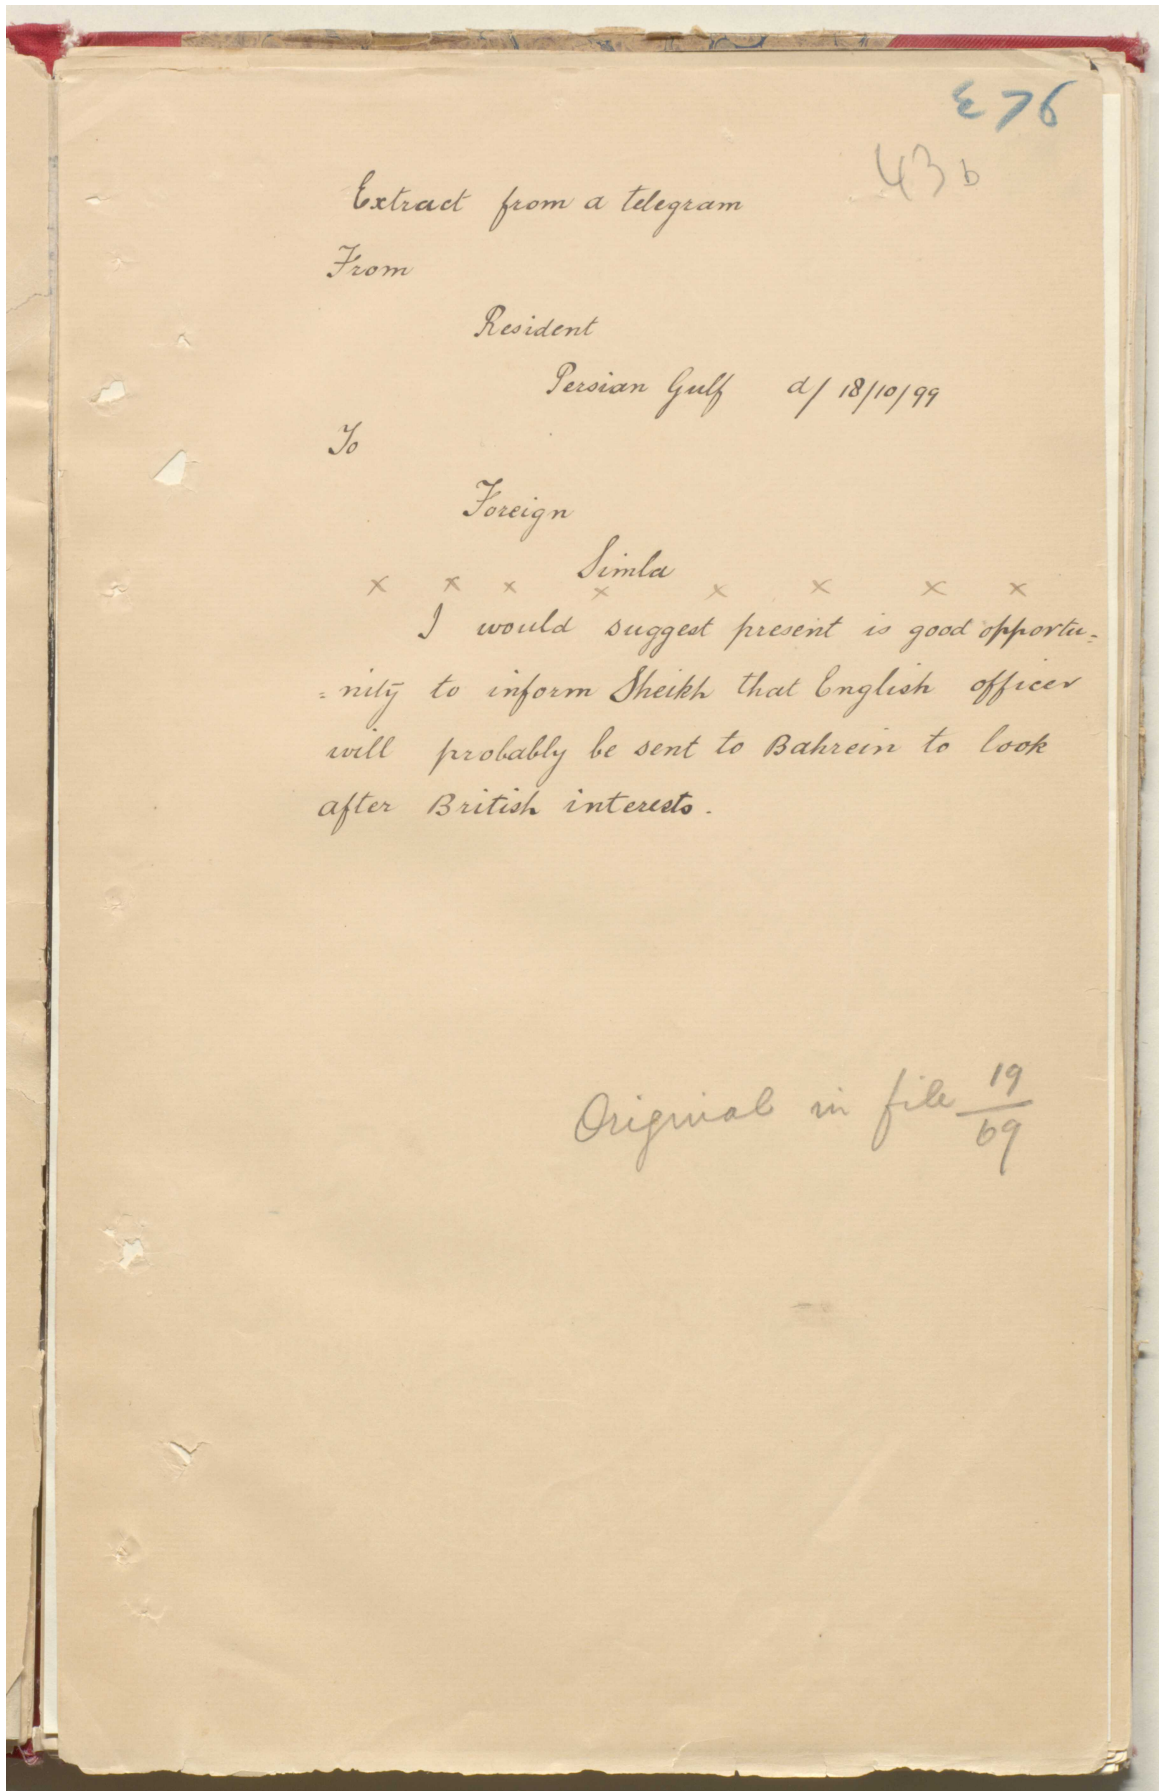 E 76
43 b
Extract from a telegram
From
Resident
Persian Gulf d/ 18/10/99
To
Foreign
Simla
x x x x x x x x
I would suggest present is good opportu=
=nity to inform Sheikh that English officer
will probably be sent to Bahrein to look
after British interests.
Original in file 19/69